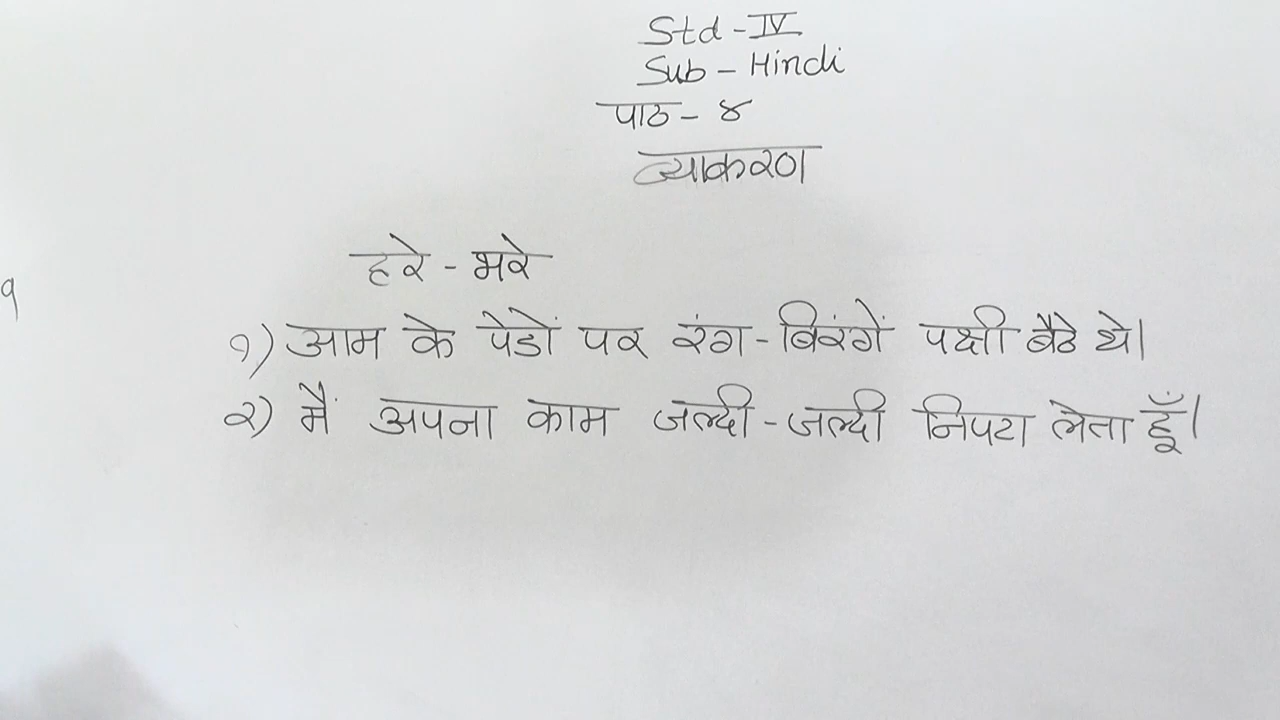 Std - IV
Sub - Hindi
पाठ - ४
व्याकरण
हरे - भरे
१) आम के पेडों पर रंग - बिरंगें पक्षी बैठे थे।
२) मैं अपना काम जल्दी - जल्दी निपटा लेता हूँ।